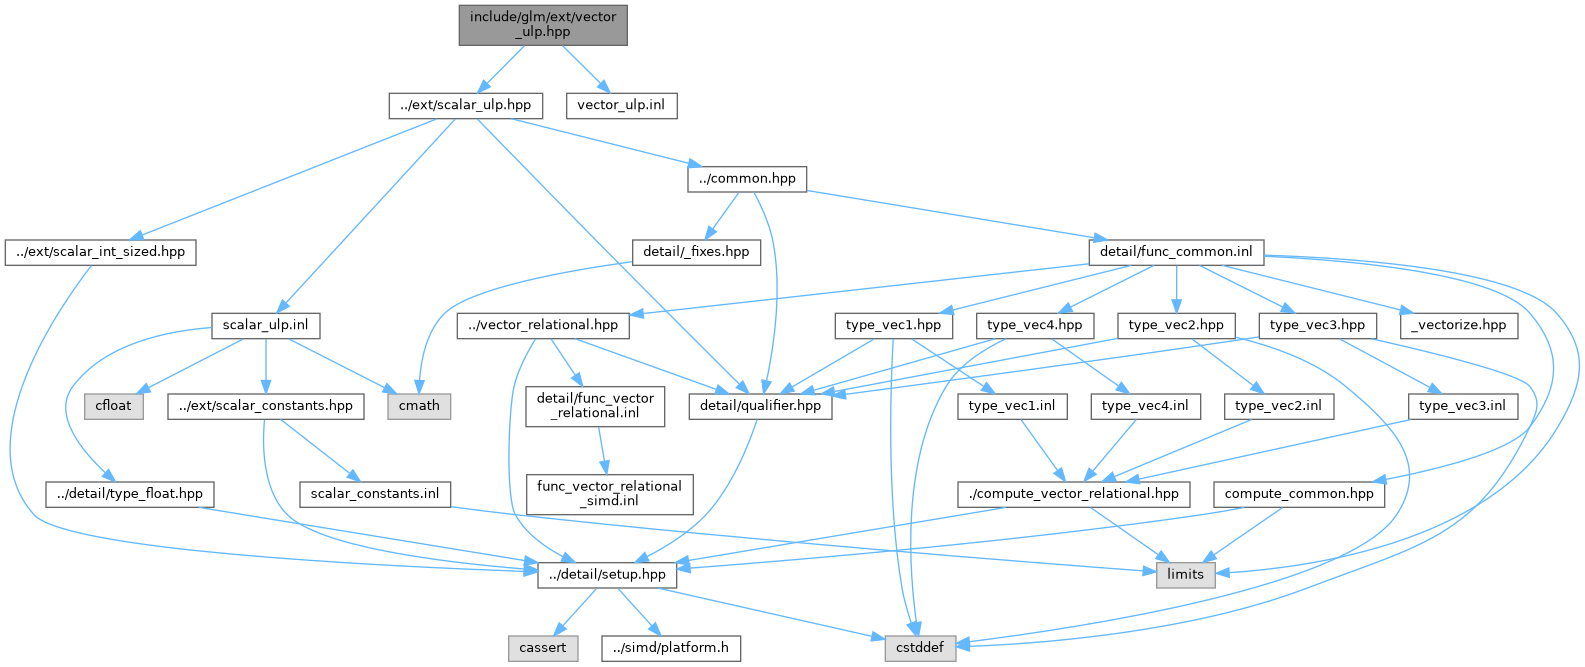 include/glm/ext/vector
_ulp.hpp
../ext/scalar_ulp.hpp
vector_ulp.inl
../common.hpp
../ext/scalar_int_sized.hpp
detail/_fixes.hpp
detail/func_common.inl
scalar_ulp.inl
../vector_relational.hpp
type_vec1.hpp
type_vec4.hpp
type_vec2.hpp
type_vec3.hpp
_vectorize.hpp
cfloat
../ext/scalar_constants.hpp
cmath
detail/func_vector
_relational.inl
detail/qualifier.hpp
type_vec1.inl
type_vec4.inl
type_vec2.inl
type_vec3.inl
../detail/type_float.hpp
scalar_constants.inl
func_vector_relational
_simd.inl
./compute_vector_relational.hpp
compute_common.hpp
../detail/setup.hpp
limits
cassert
../simd/platform.h
cstddef